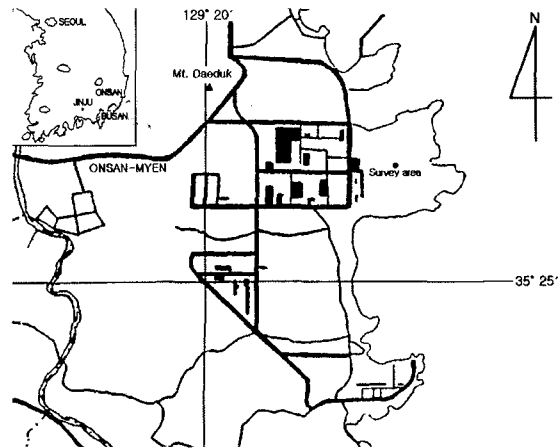 SEOUL
ONSAN
JINJU
BUSAN
129° 20′
N
Mt. Daeduk
ONSAN-MYEN
Survey area
35° 25′